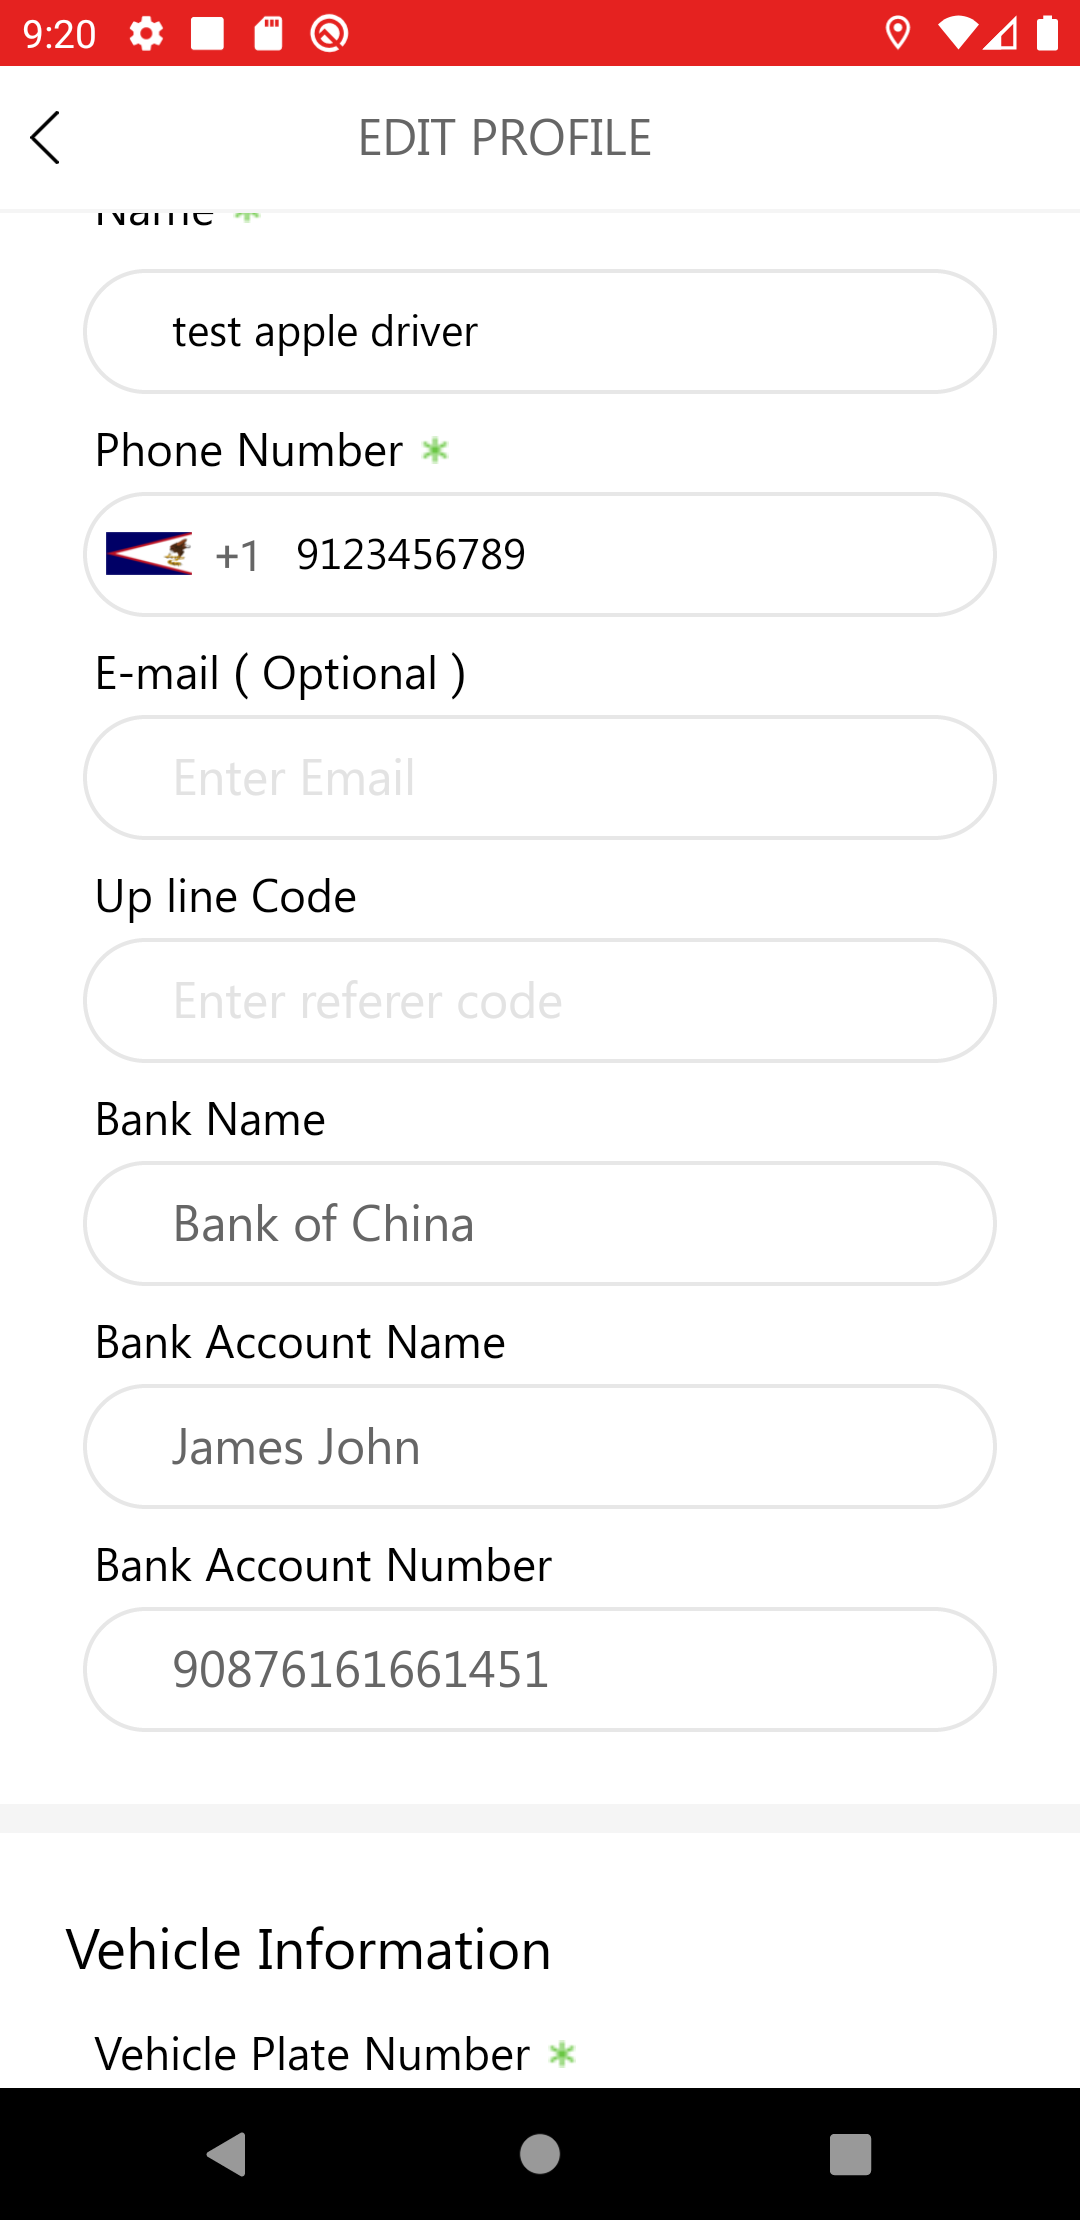 9:20
EDIT PROFILE
Name *
test apple driver
Phone Number *
+1 9123456789
E-mail ( Optional )
Enter Email
Up line Code
Enter referer code
Bank Name
Bank of China
Bank Account Name
James John
Bank Account Number
90876161661451
Vehicle Information
Vehicle Plate Number *